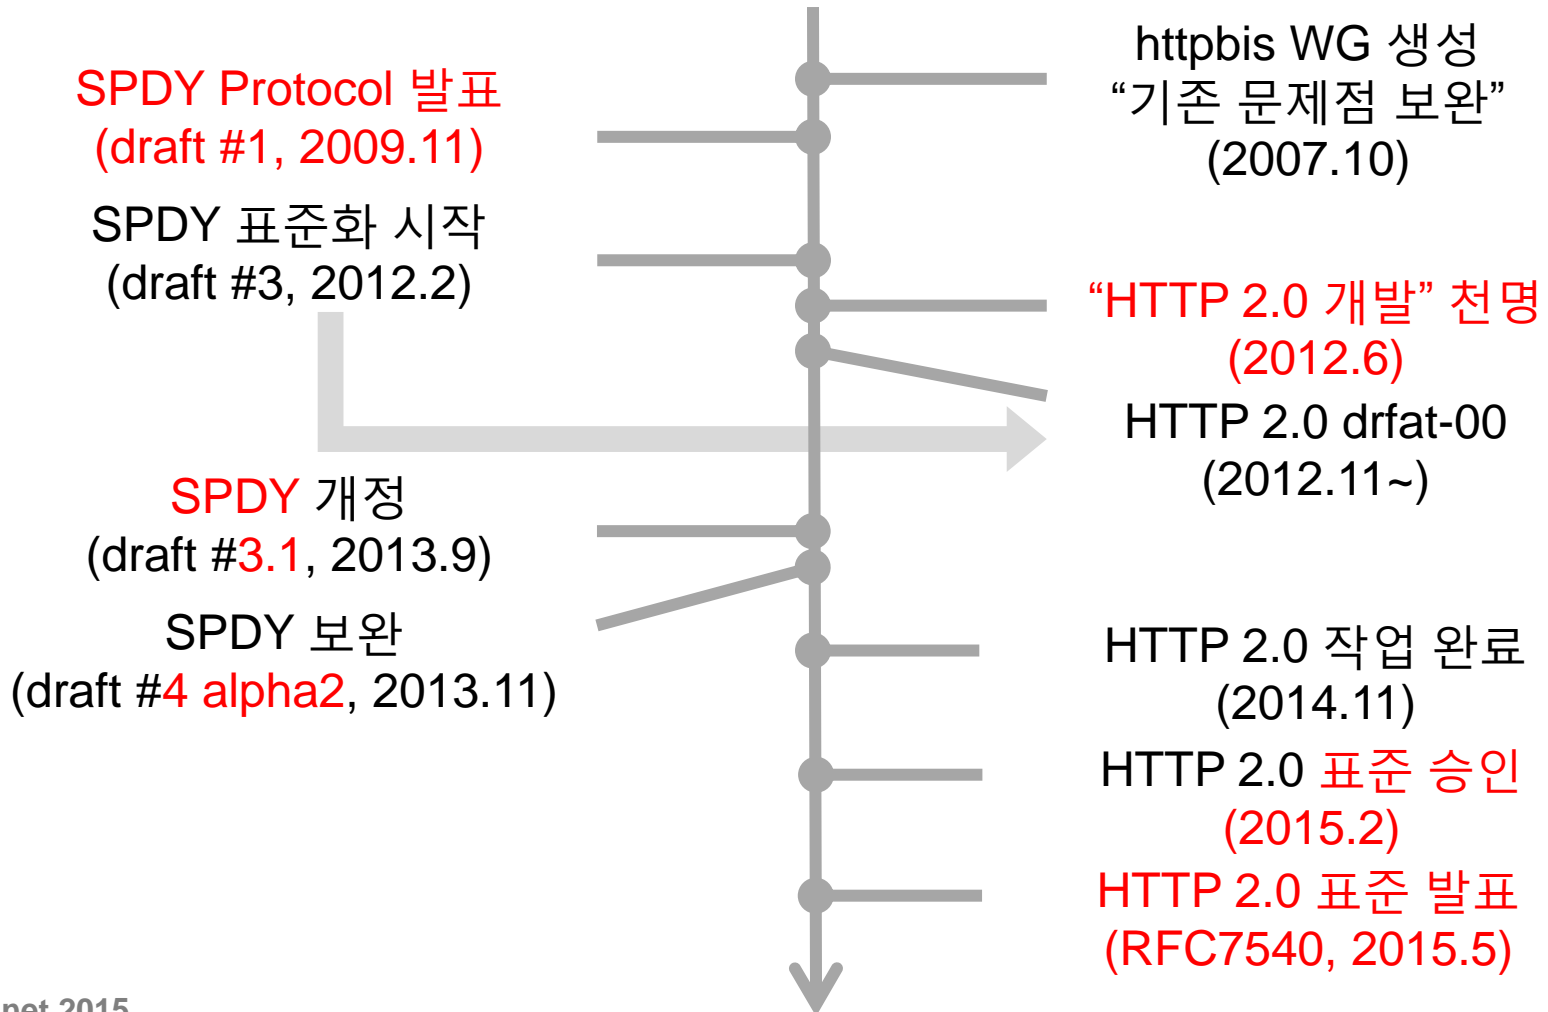 httpbis WG 생성
“기존 문제점 보완”
(2007.10)
SPDY Protocol 발표
(draft #1, 2009.11)
SPDY 표준화 시작
(draft #3, 2012.2)
“HTTP 2.0 개발” 천명
(2012.6)
HTTP 2.0 drfat-00
(2012.11~)
SPDY 개정
(draft #3.1, 2013.9)
SPDY 보완
(draft #4 alpha2, 2013.11)
HTTP 2.0 작업 완료
(2014.11)
HTTP 2.0 표준 승인
(2015.2)
HTTP 2.0 표준 발표
(RFC7540, 2015.5)
net 2015